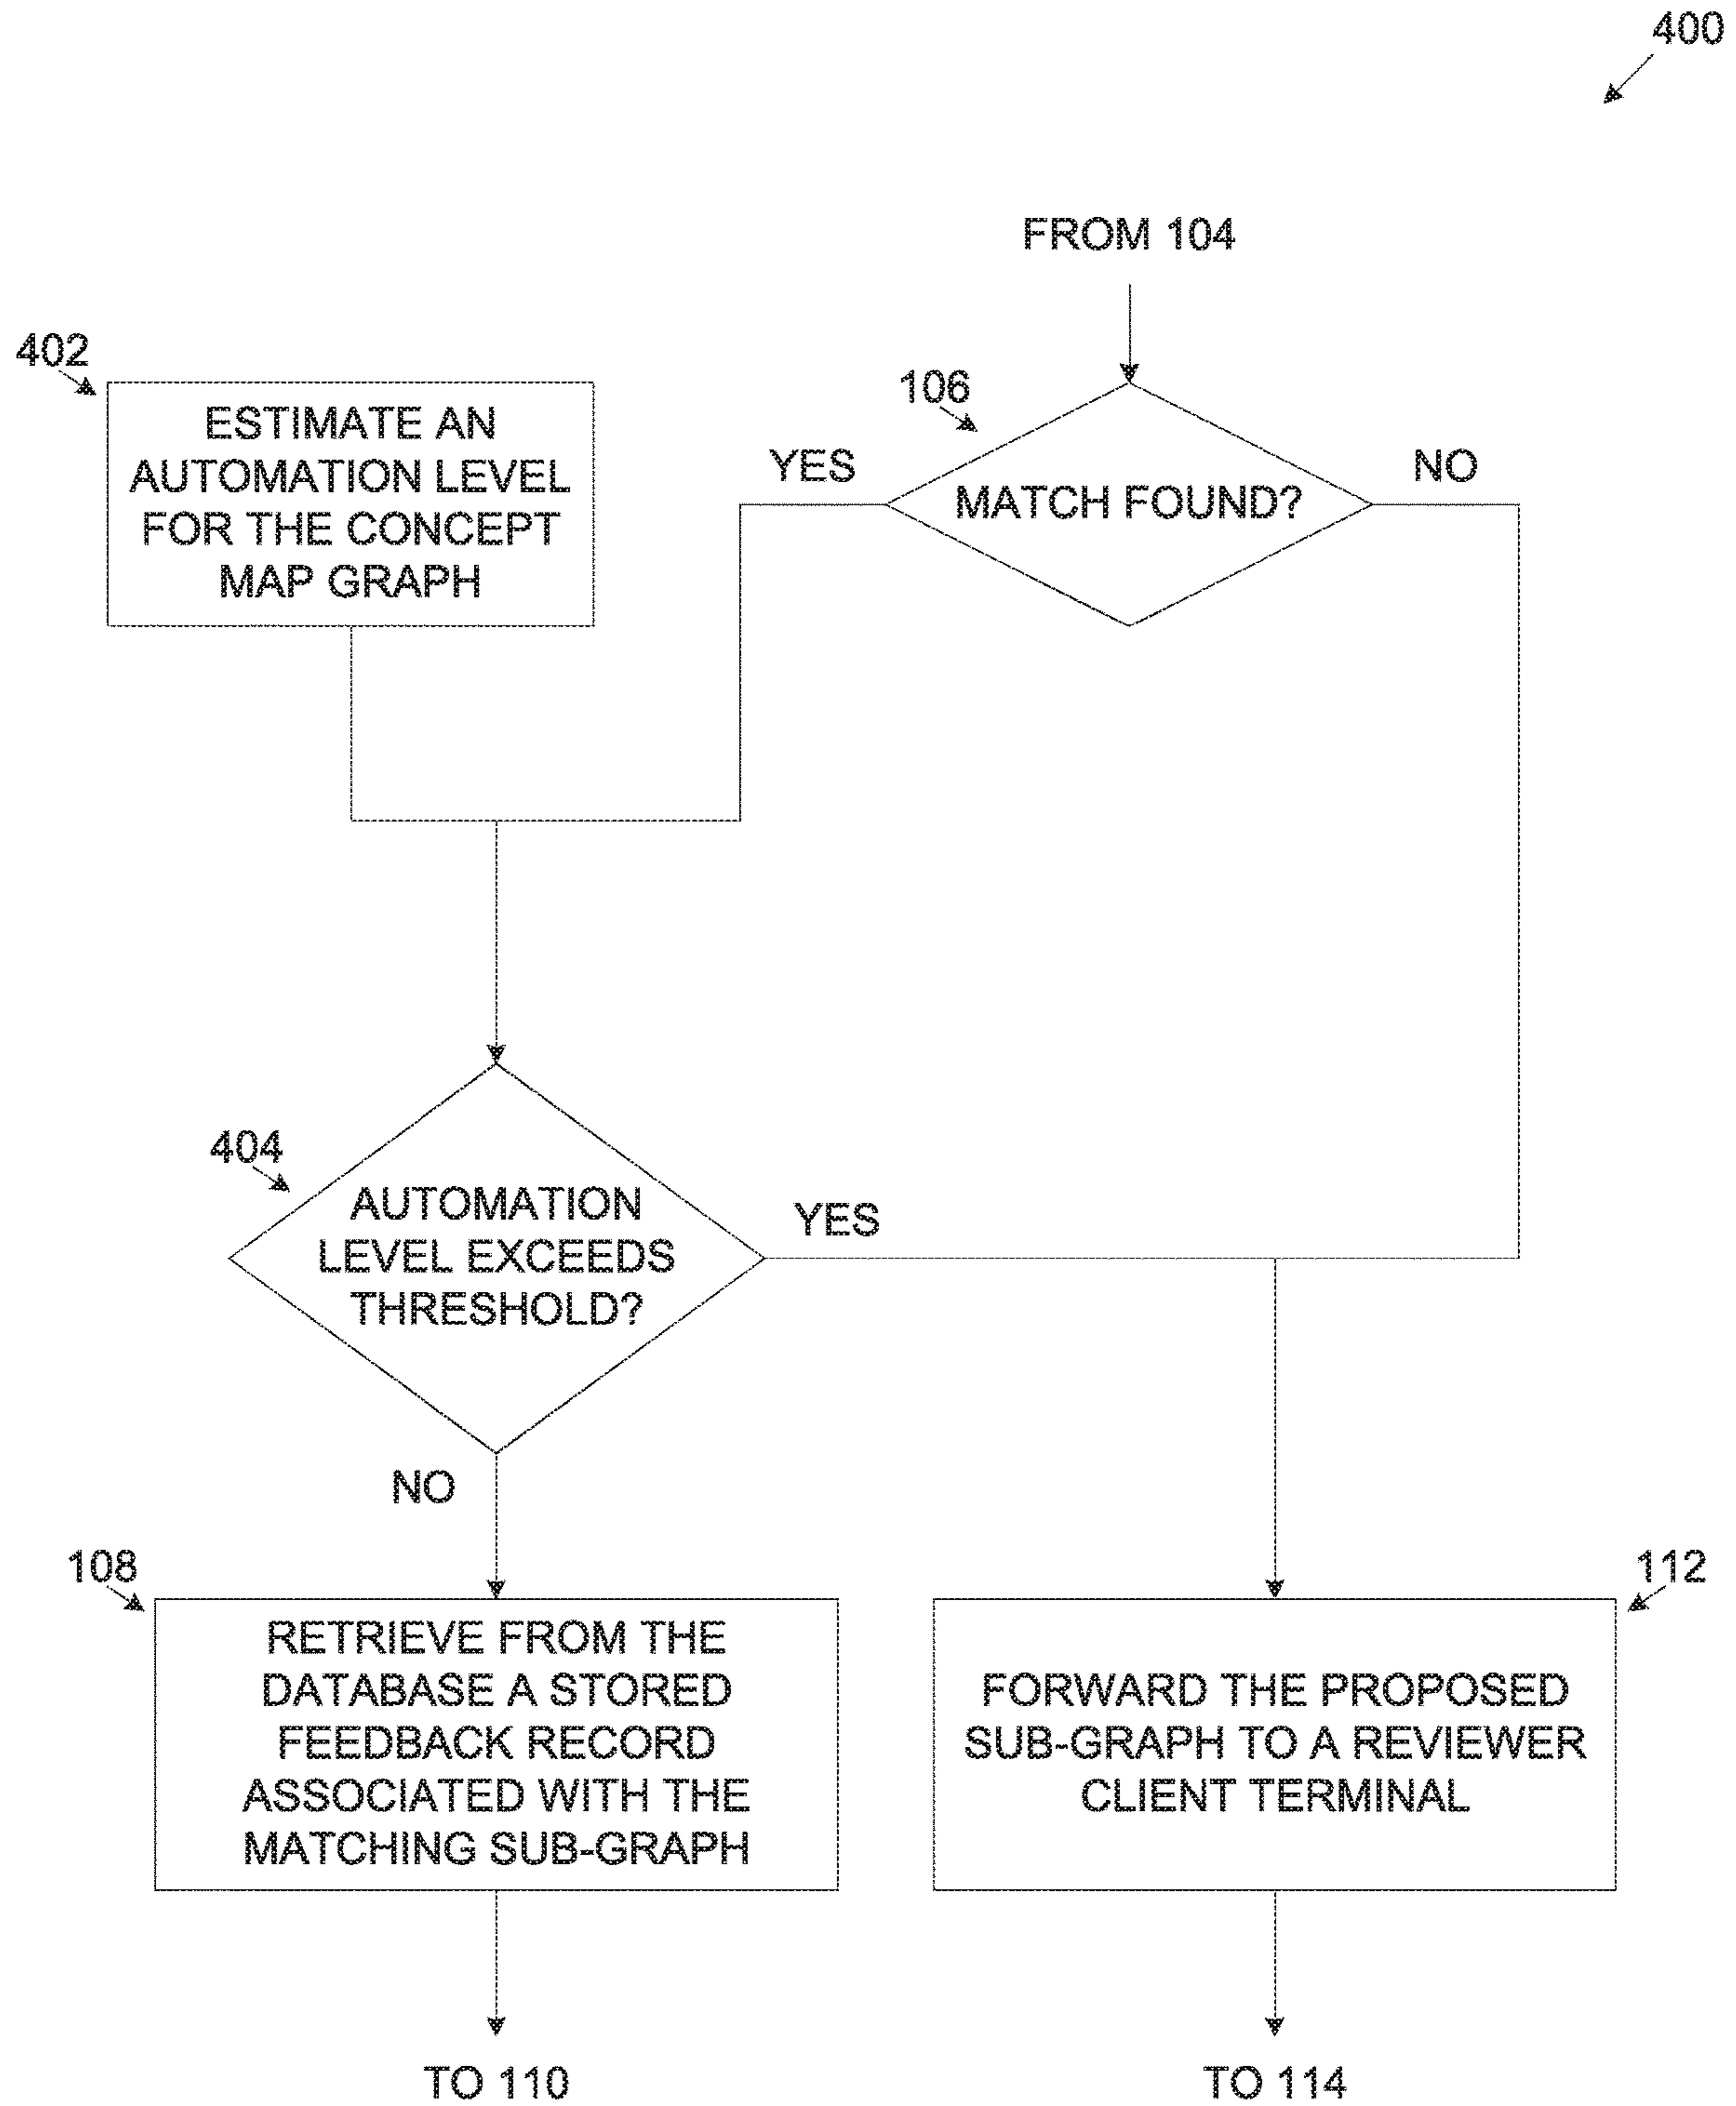 400
FROM 104
402
ESTIMATE AN
AUTOMATION LEVEL
FOR THE CONCEPT
MAP GRAPH
106
YES
MATCH FOUND?
NO
404
AUTOMATION
LEVEL EXCEEDS
THRESHOLD?
YES
NO
108
RETRIEVE FROM THE
DATABASE A STORED
FEEDBACK RECORD
ASSOCIATED WITH THE
MATCHING SUB-GRAPH
112
FORWARD THE PROPOSED
SUB-GRAPH TO A REVIEWER
CLIENT TERMINAL
TO 110
TO 114